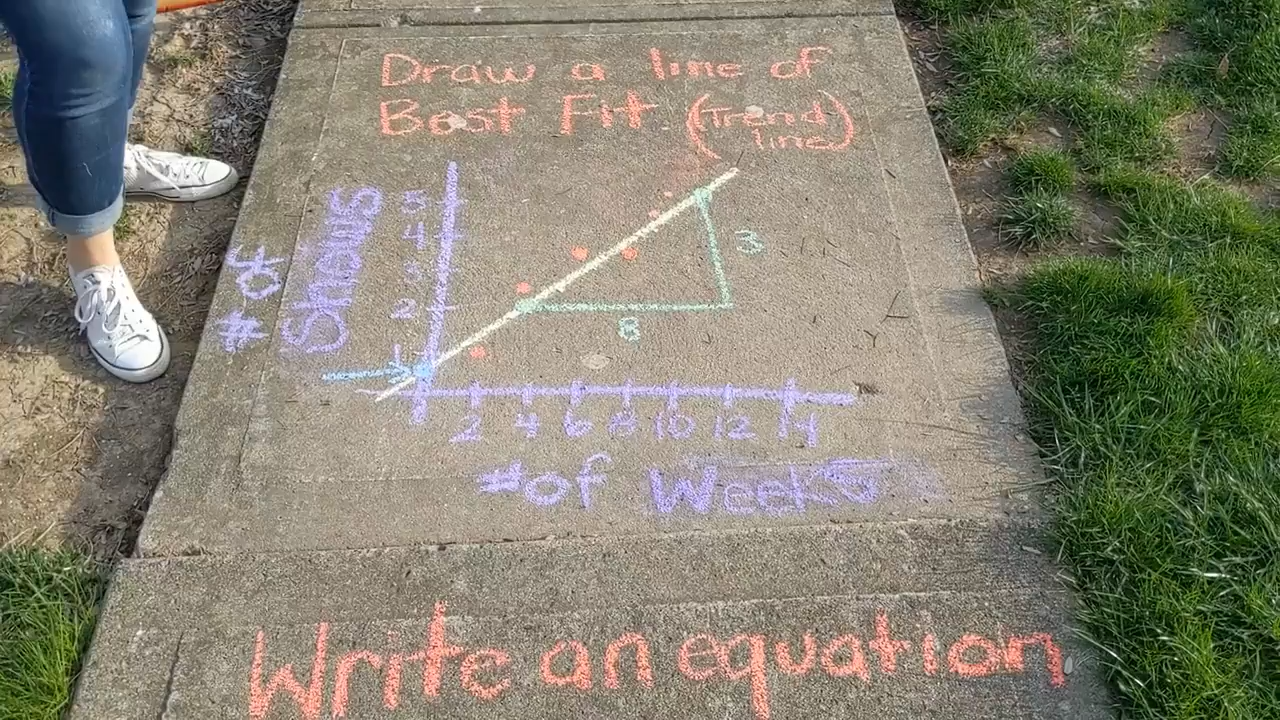 Draw a line of
Best Fit (Trend
line)
# of
Shows
5
4
3
2
1
3
8
2 4 6 8 10 12 14
# of Weeks
Write an equation